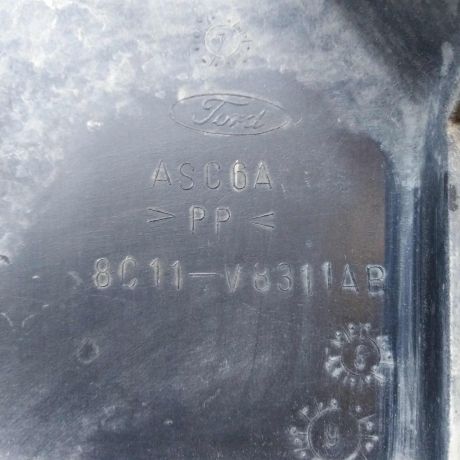 Ford
ASC6A
> PP <
8C11-V8311AB